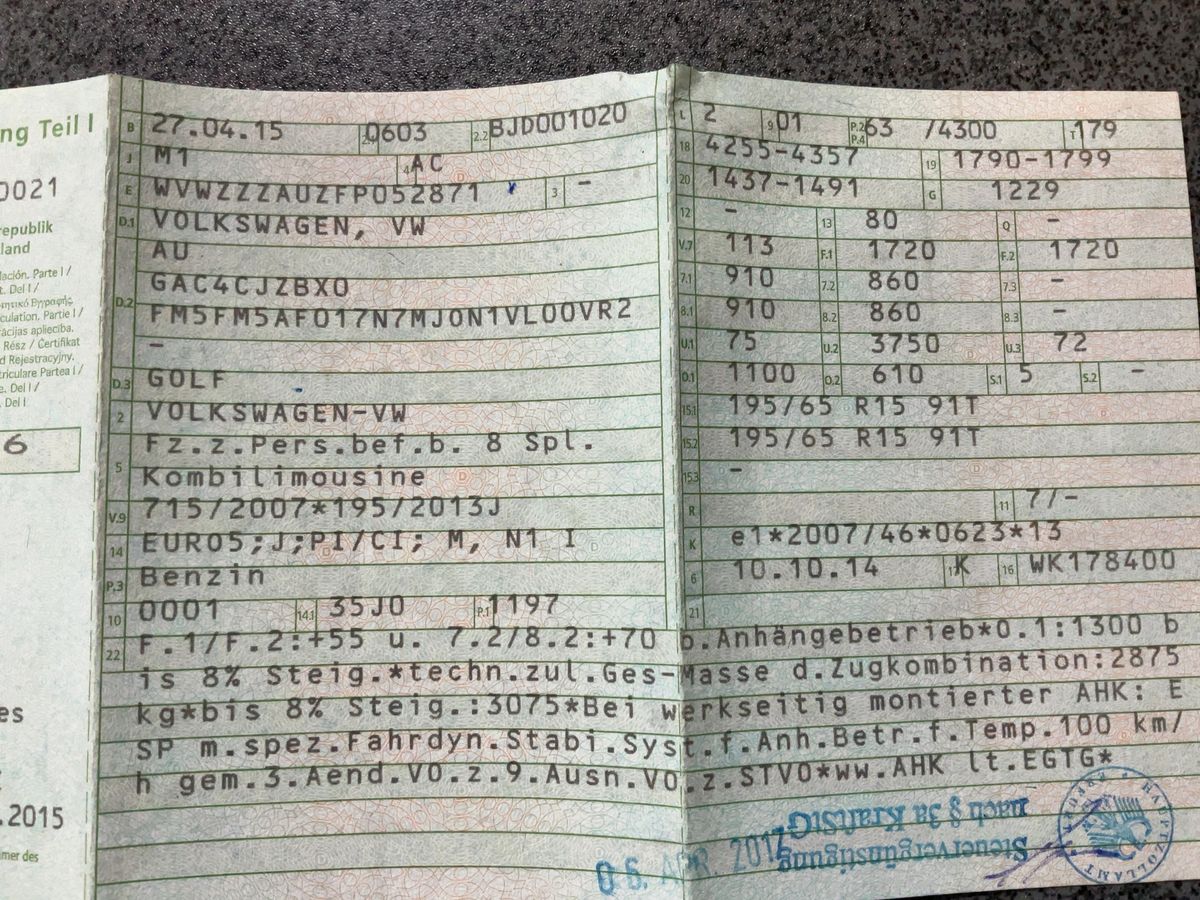 ng Teil I
0021
republik
land
ación. Parte I /
t. Del I /
culation, Partie I /
rācijas apliecība.
Rész / Certifikat
d Rejestracyjny.
triculare Partea I /
e. Del I /
. Del I
6
es
.2015
mer des
B 27.04.15 0603 2.2 BJD001020
J M1 4 AC
E WVWZZZAUZFP052871 3 -
D.1 VOLKSWAGEN, VW
AU
D.2 GAC4CJZBX0
FM5FM5AF017N7MJ0N1VL00VR2
-
D.3 GOLF
2 VOLKSWAGEN-VW
5 Fz.z.Pers.bef.b. 8 Spl.
Kombilimousine
V.9 715/2007*195/2013J
14 EURO5;J;PI/CI; M, N1 I
P.3 Benzin
10 0001 14.1 35J0 P.1 1197
L 2 9 01 P.2 P.4 63 /4300 T 179
18 4255-4357 19 1790-1799
20 1437-1491 G 1229
12 - 13 80 Q -
V.7 113 F.1 1720 F.2 1720
7.1 910 7.2 860 7.3 -
8.1 910 8.2 860 8.3 -
U.1 75 U.2 3750 U.3 72
O.1 1100 O.2 610 S.1 5 S.2 -
15.1 195/65 R15 91T
15.2 195/65 R15 91T
15.3 -
R 11 7/-
K e1*2007/46*0623*13
6 10.10.14 17 K 16 WK178400
21
22 F.1/F.2:+55 u. 7.2/8.2:+70 b.Anhängebetrieb*0.1:1300 b
is 8% Steig.*techn.zul.Ges-Masse d.Zugkombination:2875
kg*bis 8% Steig.:3075*Bei werkseitig montierter AHK: E
SP m.spez.Fahrdyn.Stabi.Syst.f.Anh.Betr.f.Temp.100 km/
h gem.3.Aend.VO.z.9.Ausn.VO.z.STVO*ww.AHK lt.EGTG*
Steuervergünstigung
nach § 3a KraftStG
06. APR. 2017
HAUPTZOLLAMT